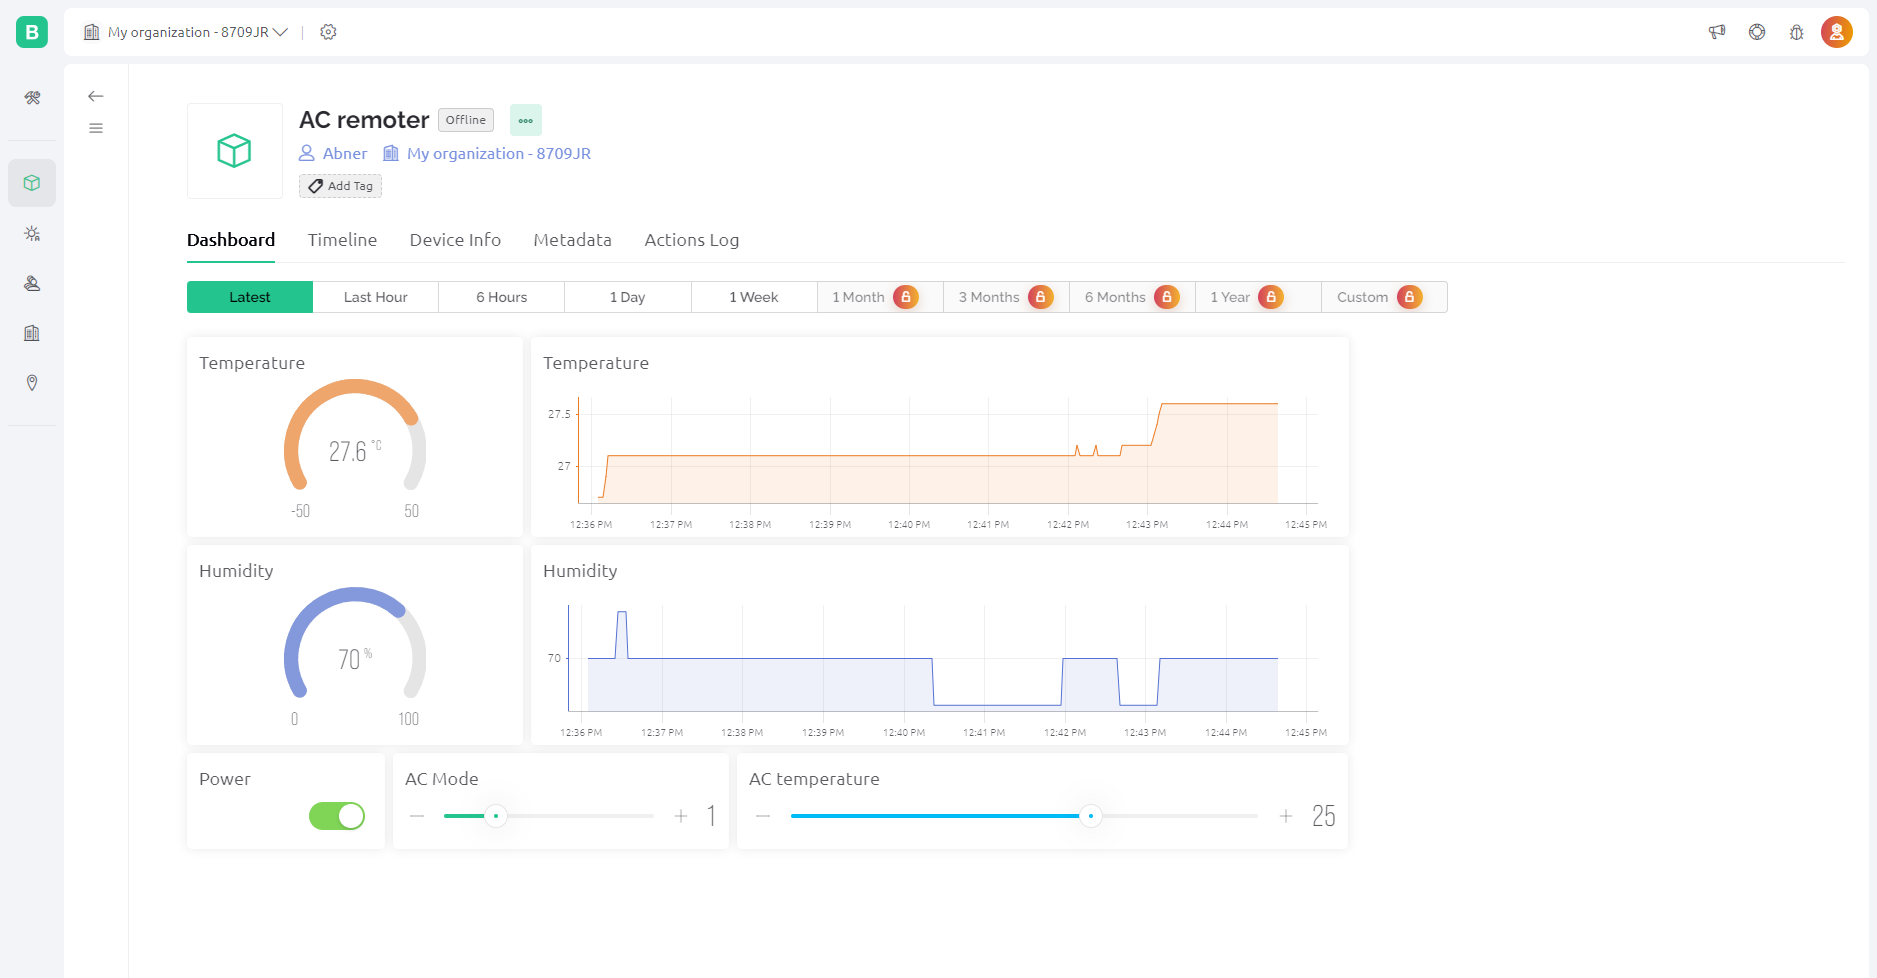 B
My organization - 8709JR
AC remoter
Offline
Abner
My organization - 8709JR
Add Tag
Dashboard
Timeline
Device Info
Metadata
Actions Log
Latest
Last Hour
6 Hours
1 Day
1 Week
1 Month
3 Months
6 Months
1 Year
Custom
Temperature
27.6 °C
-50
50
Temperature
27.5
27
12:36 PM 12:37 PM 12:38 PM 12:39 PM 12:40 PM 12:41 PM 12:42 PM 12:43 PM 12:44 PM 12:45 PM
Humidity
70 %
0
100
Humidity
70
12:36 PM 12:37 PM 12:38 PM 12:39 PM 12:40 PM 12:41 PM 12:42 PM 12:43 PM 12:44 PM 12:45 PM
Power
AC Mode
— + 1
AC temperature
— + 25